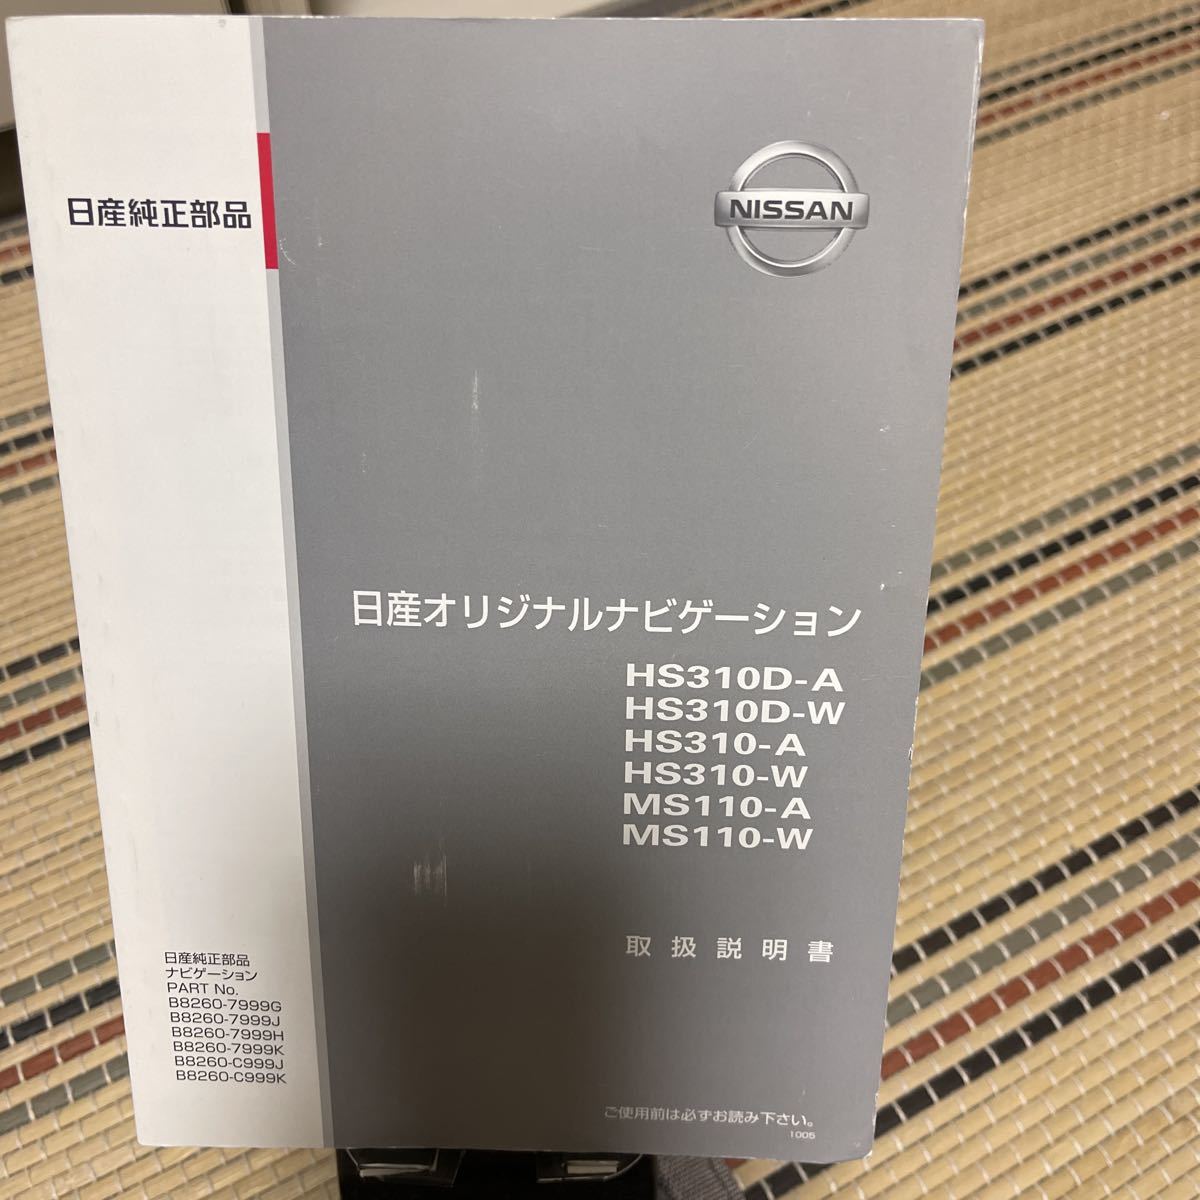 日産純正部品
NISSAN
日産オリジナルナビゲーション
HS310D-A
HS310D-W
HS310-A
HS310-W
MS110-A
MS110-W
取扱説明書
日産純正部品
ナビゲーション
PART No.
B8260-7999G
B8260-7999J
B8260-7999H
B8260-7999K
B8260-C999J
B8260-C999K
ご使用前は必ずお読み下さい。
1005